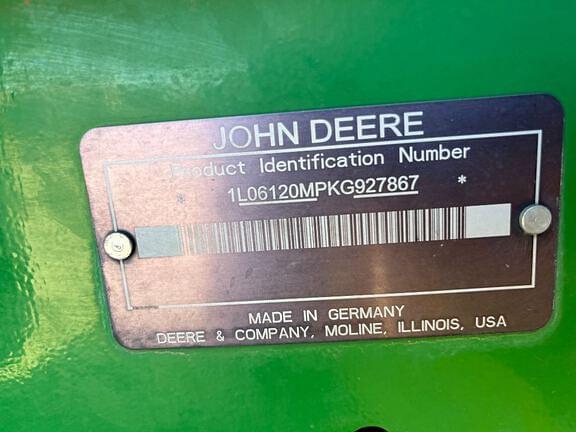 JOHN DEERE
Product Identification Number
* 1L06120MPKG927867 *
MADE IN GERMANY
DEERE & COMPANY, MOLINE, ILLINOIS, USA